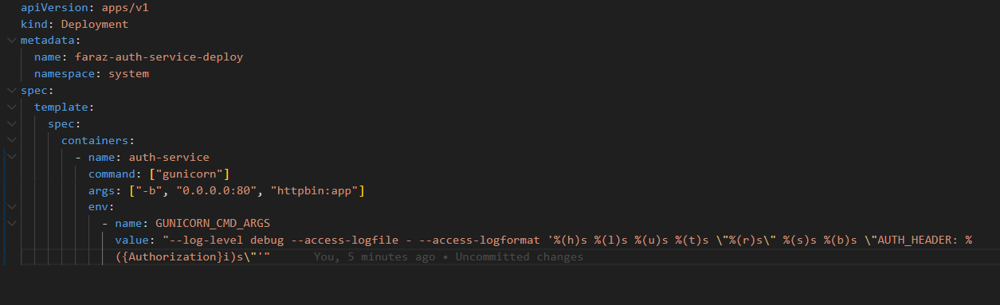 apiVersion: apps/v1
kind: Deployment
metadata:
  name: faraz-auth-service-deploy
  namespace: system
spec:
  template:
    spec:
      containers:
        - name: auth-service
          command: ["gunicorn"]
          args: ["-b", "0.0.0.0:80", "httpbin:app"]
          env:
            - name: GUNICORN_CMD_ARGS
              value: "--log-level debug --access-logfile - --access-logformat '%(h)s %(l)s %(u)s %(t)s \"%(r)s\" %(s)s %(b)s \"AUTH_HEADER: %
              ({Authorization}i)s\"'" You, 5 minutes ago • Uncommitted changes